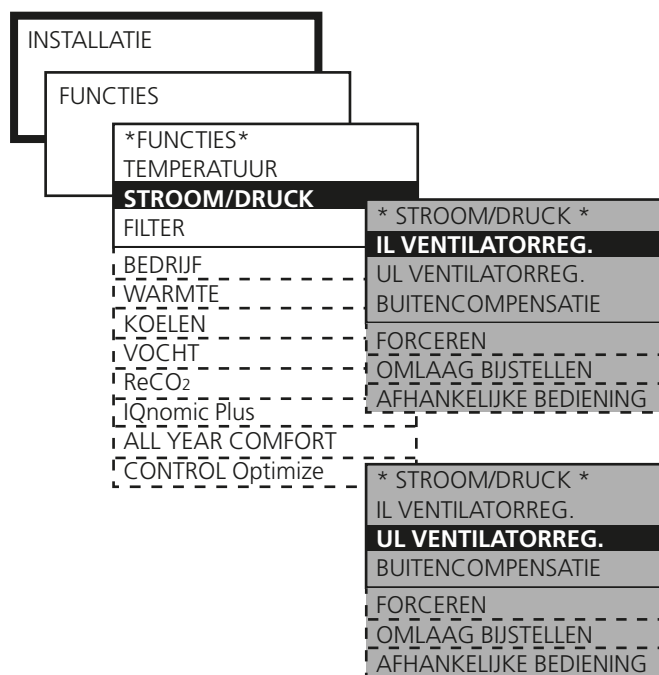 INSTALLATIE
FUNCTIES
*FUNCTIES*
TEMPERATUUR
STROOM/DRUCK
FILTER
BEDRIJF
WARMTE
KOELEN
VOCHT
ReCO2
IQnomic Plus
ALL YEAR COMFORT
CONTROL Optimize
* STROOM/DRUCK *
IL VENTILATORREG.
UL VENTILATORREG.
BUITENCOMPENSATIE
FORCEREN
OMLAAG BIJSTELLEN
AFHANKELIJKE BEDIENING
* STROOM/DRUCK *
IL VENTILATORREG.
UL VENTILATORREG.
BUITENCOMPENSATIE
FORCEREN
OMLAAG BIJSTELLEN
AFHANKELIJKE BEDIENING